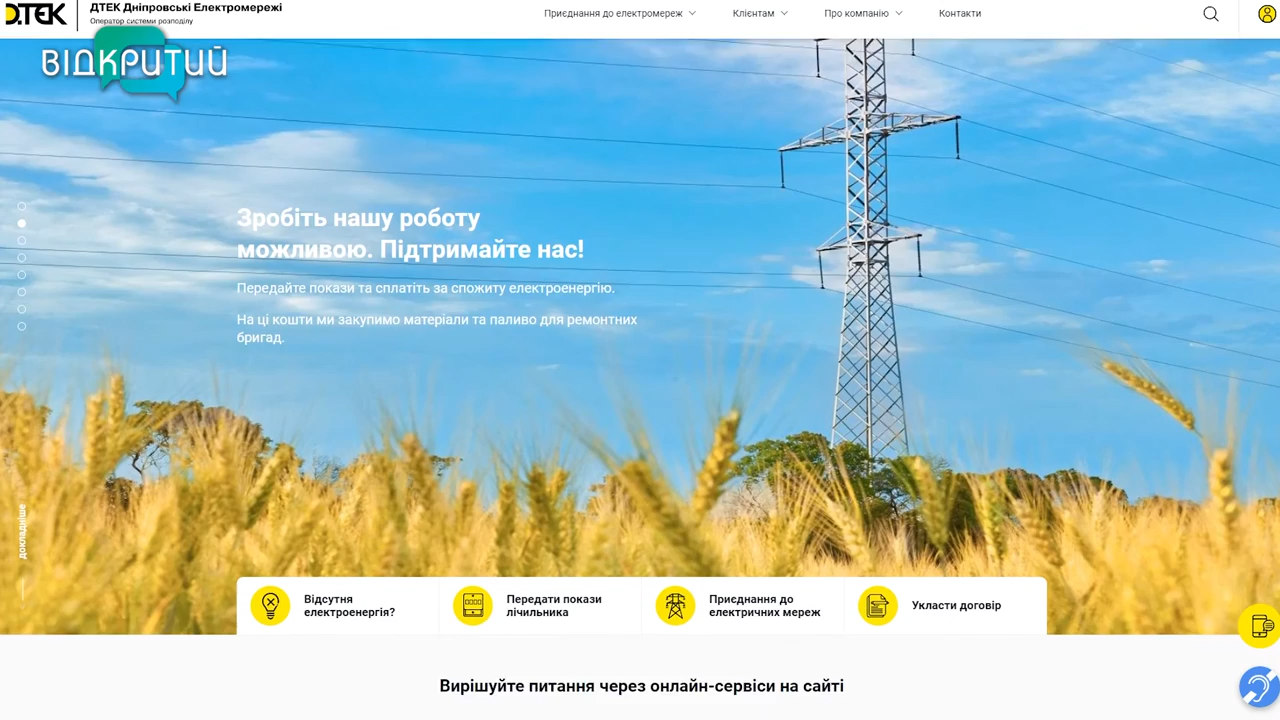 ДТЕК
ДТЕК Дніпровські Електромережі
Оператор системи розподілу
Приєднання до електромереж
Клієнтам
Про компанію
Контакти
ВІДКРИТИЙ
Зробіть нашу роботу
можливою. Підтримайте нас!
Передайте покази та сплатіть за спожиту електроенергію.
На ці кошти ми закупимо матеріали та паливо для ремонтних
бригад.
докладніше
Відсутня
електроенергія?
Передати покази
лічильника
Приєднання до
електричних мереж
Укласти договір
Вирішуйте питання через онлайн-сервіси на сайті